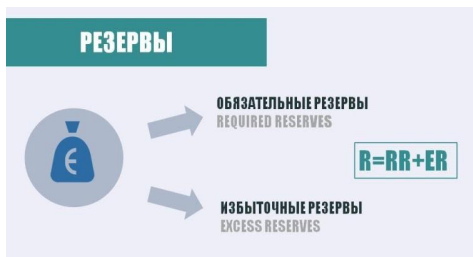 РЕЗЕРВЫ
ОБЯЗАТЕЛЬНЫЕ РЕЗЕРВЫ
REQUIRED RESERVES
R=RR+ER
ИЗБЫТОЧНЫЕ РЕЗЕРВЫ
EXCESS RESERVES